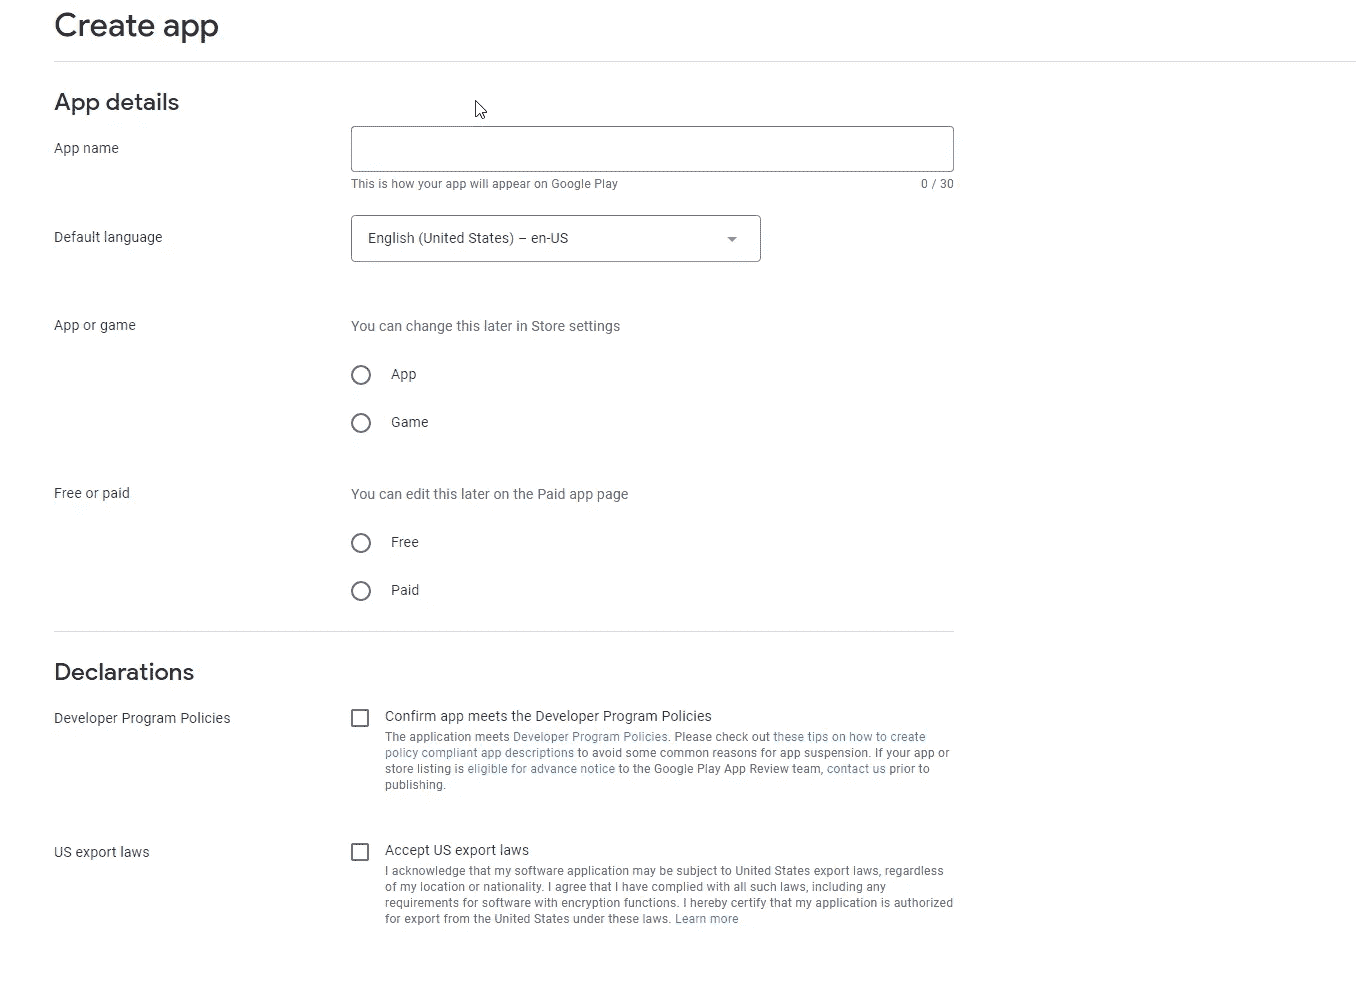 Create app
App details
App name
This is how your app will appear on Google Play
0 / 30
Default language
English (United States) – en-US
App or game
You can change this later in Store settings
App
Game
Free or paid
You can edit this later on the Paid app page
Free
Paid
Declarations
Developer Program Policies
Confirm app meets the Developer Program Policies
The application meets Developer Program Policies. Please check out these tips on how to create
policy compliant app descriptions to avoid some common reasons for app suspension. If your app or
store listing is eligible for advance notice to the Google Play App Review team, contact us prior to
publishing.
US export laws
Accept US export laws
I acknowledge that my software application may be subject to United States export laws, regardless
of my location or nationality. I agree that I have complied with all such laws, including any
requirements for software with encryption functions. I hereby certify that my application is authorized
for export from the United States under these laws. Learn more